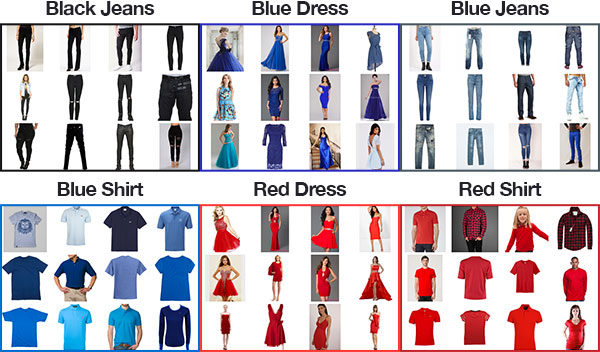 Black Jeans
Blue Dress
Blue Jeans
Blue Shirt
Red Dress
Red Shirt